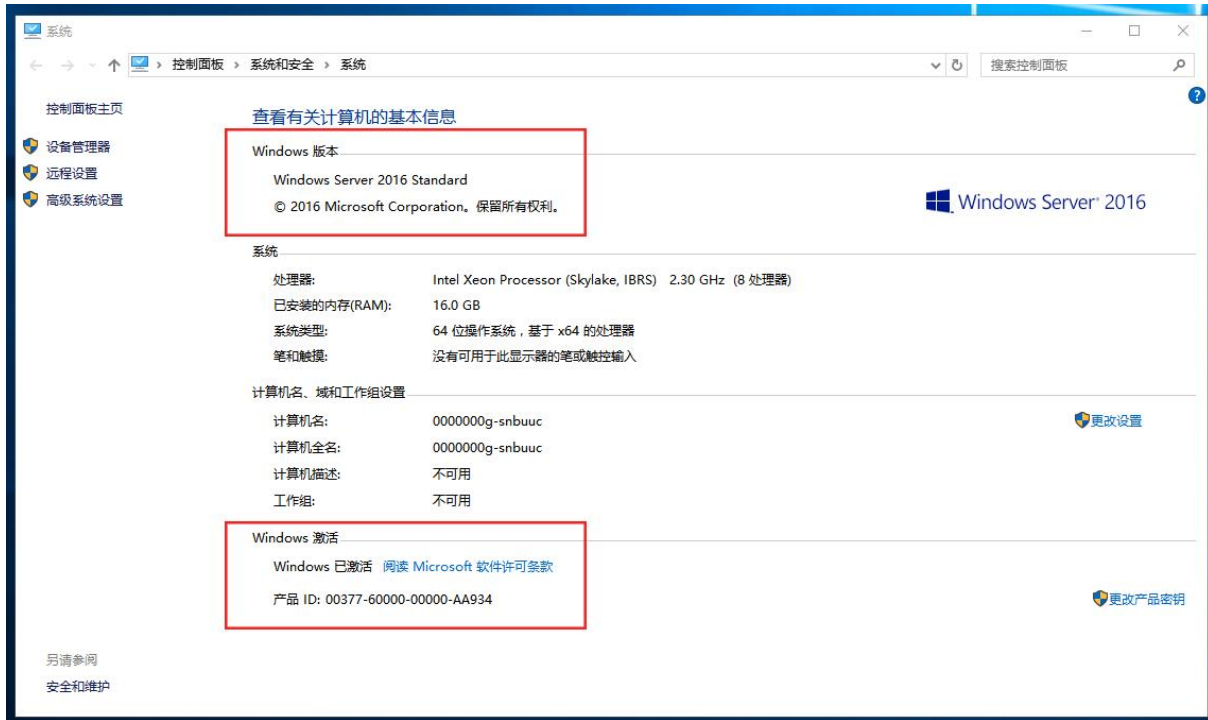 系统
控制面板 › 系统和安全 › 系统
搜索控制面板
控制面板主页
设备管理器
远程设置
高级系统设置
查看有关计算机的基本信息
Windows 版本
Windows Server 2016 Standard
© 2016 Microsoft Corporation。保留所有权利。
Windows Server 2016
系统
处理器: Intel Xeon Processor (Skylake, IBRS) 2.30 GHz (8 处理器)
已安装的内存(RAM): 16.0 GB
系统类型: 64 位操作系统，基于 x64 的处理器
笔和触摸: 没有可用于此显示器的笔或触控输入
计算机名、域和工作组设置
计算机名: 0000000g-snbuuc 更改设置
计算机全名: 0000000g-snbuuc
计算机描述: 不可用
工作组: 不可用
Windows 激活
Windows 已激活 阅读 Microsoft 软件许可条款
产品 ID: 00377-60000-00000-AA934 更改产品密钥
另请参阅
安全和维护